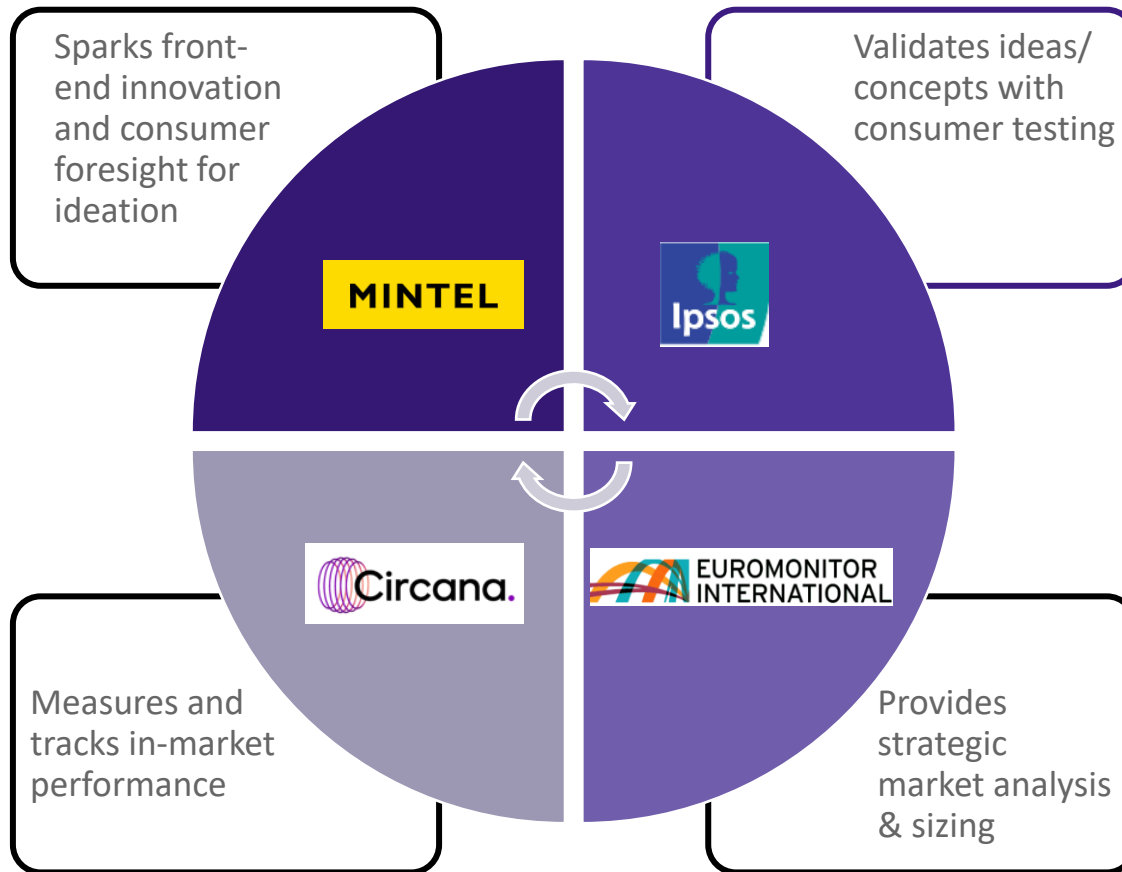 Sparks front-
end innovation
and consumer
foresight for
ideation
Validates ideas/
concepts with
consumer testing
MINTEL
Ipsos
Circana.
EUROMONITOR
INTERNATIONAL
Measures and
tracks in-market
performance
Provides
strategic
market analysis
& sizing